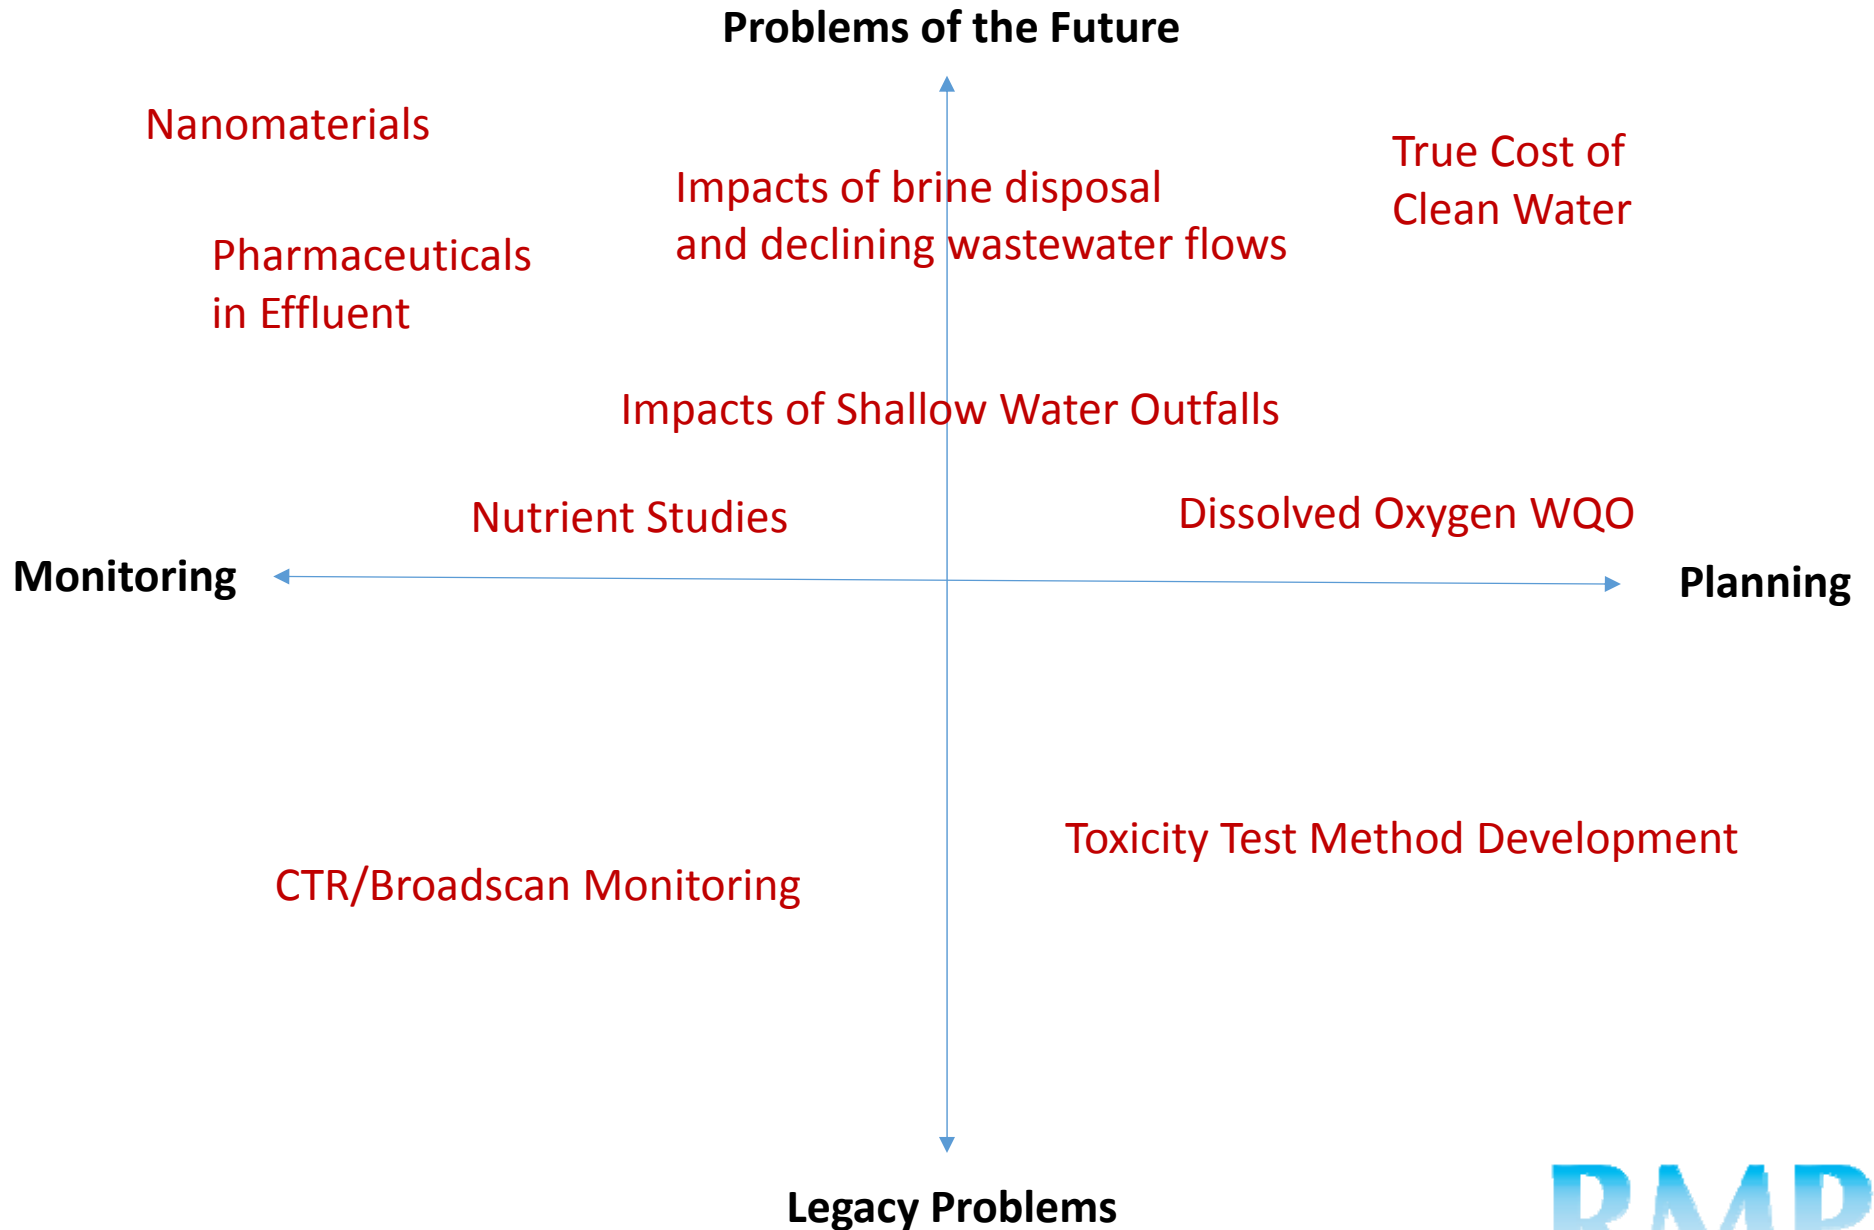 Problems of the Future
Nanomaterials
True Cost of
Clean Water
Impacts of brine disposal
and declining wastewater flows
Pharmaceuticals
in Effluent
Impacts of Shallow Water Outfalls
Nutrient Studies
Dissolved Oxygen WQO
Monitoring
Planning
Toxicity Test Method Development
CTR/Broadscan Monitoring
Legacy Problems
RMP